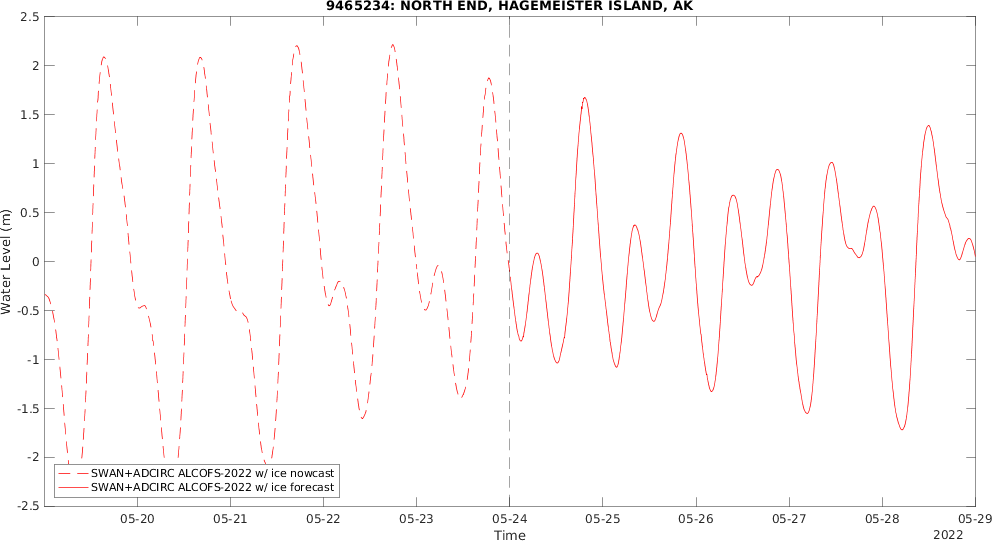 9465234: NORTH END, HAGEMEISTER ISLAND, AK
2.5
2
1.5
1
0.5
0
-0.5
-1
-1.5
-2
-2.5
Water Level (m)
SWAN+ADCIRC ALCOFS-2022 w/ ice nowcast
SWAN+ADCIRC ALCOFS-2022 w/ ice forecast
05-20 05-21 05-22 05-23 05-24 05-25 05-26 05-27 05-28 05-29
Time
2022